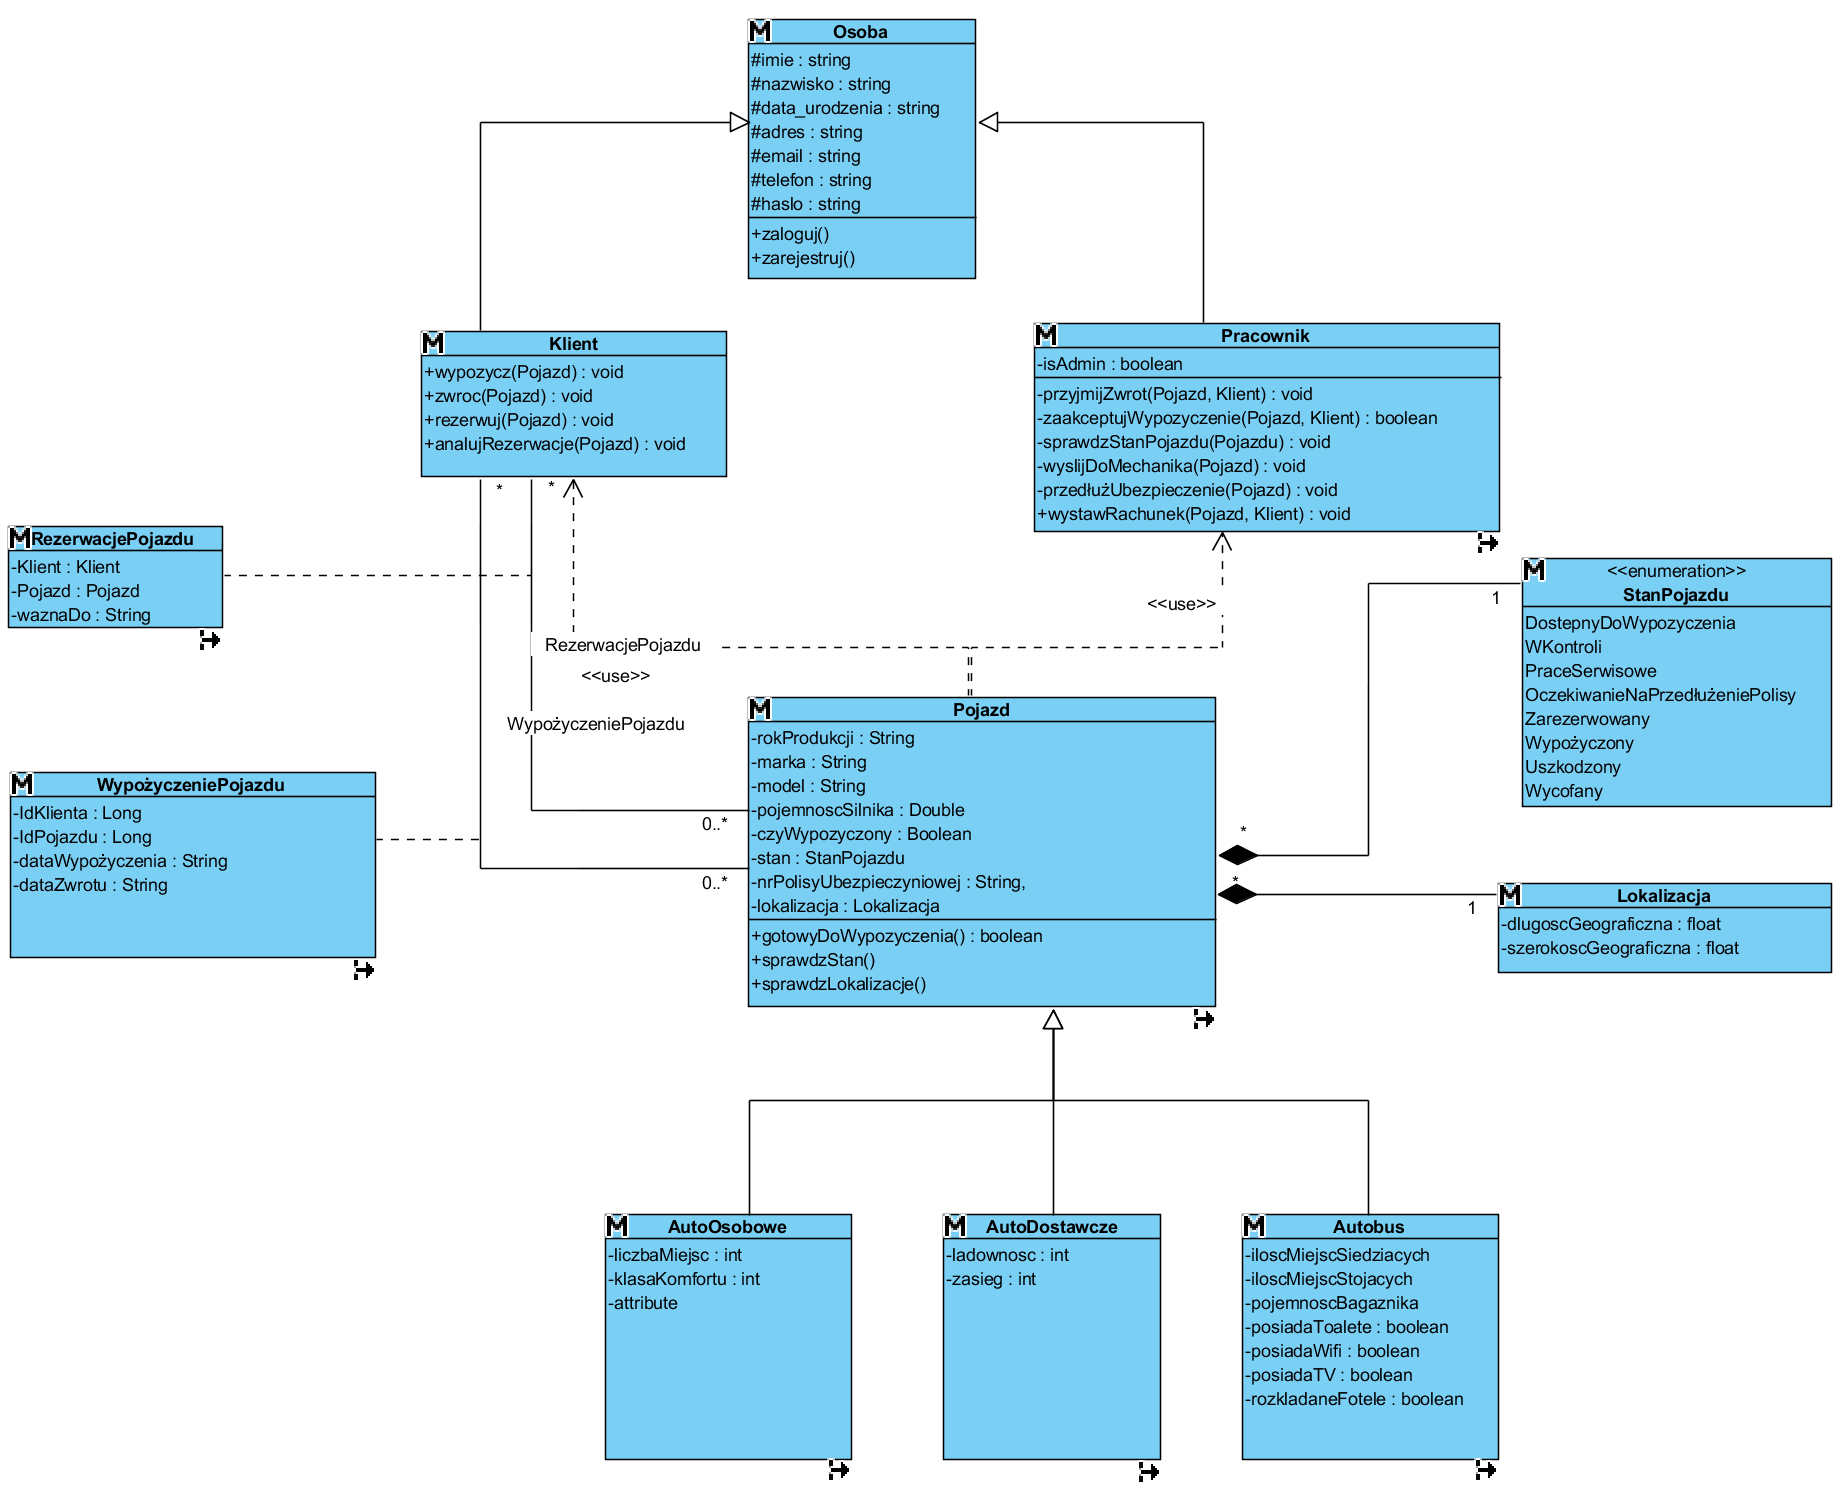 Osoba
#imie : string
#nazwisko : string
#data_urodzenia : string
#adres : string
#email : string
#telefon : string
#haslo : string
+zaloguj()
+zarejestruj()
Klient
+wypozycz(Pojazd) : void
+zwroc(Pojazd) : void
+rezerwuj(Pojazd) : void
+analujRezerwacje(Pojazd) : void
Pracownik
-isAdmin : boolean
-przyjmijZwrot(Pojazd, Klient) : void
-zaakceptujWypozyczenie(Pojazd, Klient) : boolean
-sprawdzStanPojazdu(Pojazdu) : void
-wyslijDoMechanika(Pojazd) : void
-przedłużUbezpieczenie(Pojazd) : void
+wystawRachunek(Pojazd, Klient) : void
* *
RezerwacjePojazdu
-Klient : Klient
-Pojazd : Pojazd
-waznaDo : String
<<enumeration>>
StanPojazdu
DostepnyDoWypozyczenia
WKontroli
PraceSerwisowe
OczekiwanieNaPrzedłużeniePolisy
Zarezerwowany
Wypożyczony
Uszkodzony
Wycofany
1
<<use>>
RezerwacjePojazdu
<<use>>
WypożyczeniePojazdu
Pojazd
-rokProdukcji : String
-marka : String
-model : String
-pojemnoscSilnika : Double
-czyWypozyczony : Boolean
-stan : StanPojazdu
-nrPolisyUbezpieczyniowej : String,
-lokalizacja : Lokalizacja
+gotowyDoWypozyczenia() : boolean
+sprawdzStan()
+sprawdzLokalizacje()
WypożyczeniePojazdu
-IdKlienta : Long
-IdPojazdu : Long
-dataWypożyczenia : String
-dataZwrotu : String
0..*
0..*
*
*
1
Lokalizacja
-dlugoscGeograficzna : float
-szerokoscGeograficzna : float
AutoOsobowe
-liczbaMiejsc : int
-klasaKomfortu : int
-attribute
AutoDostawcze
-ladownosc : int
-zasieg : int
Autobus
-iloscMiejscSiedziacych
-iloscMiejscStojacych
-pojemnoscBagaznika
-posiadaToalete : boolean
-posiadaWifi : boolean
-posiadaTV : boolean
-rozkladaneFotele : boolean